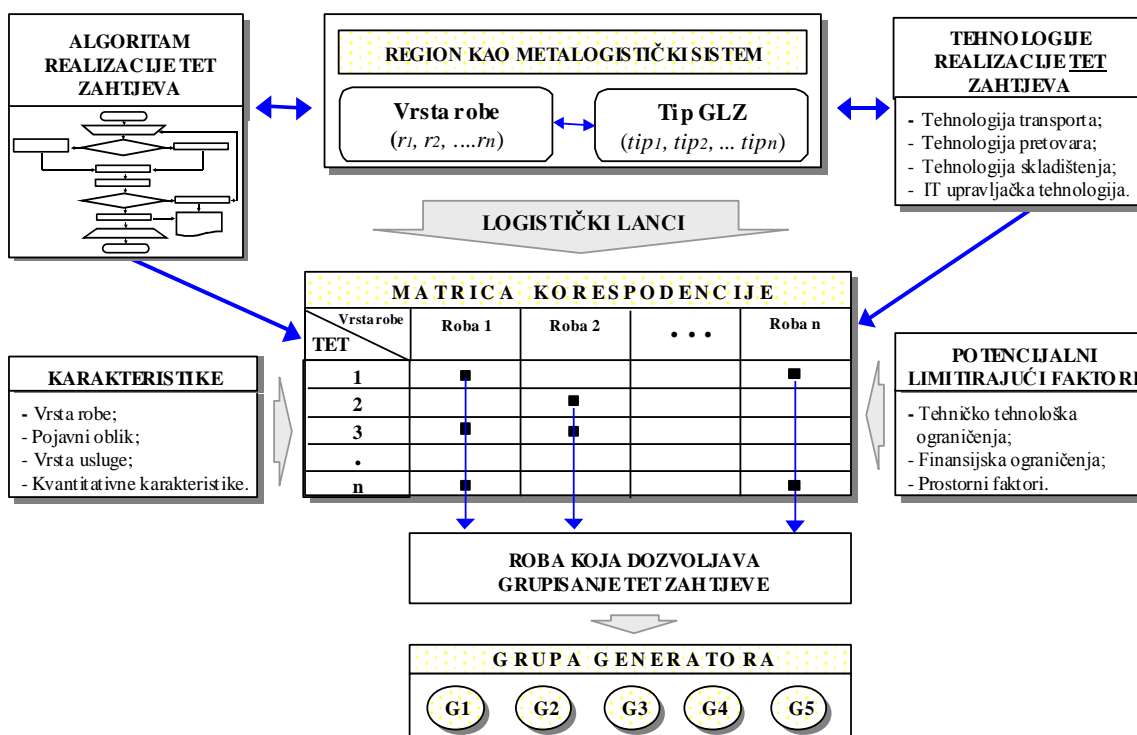 ALGORITAM
REALIZACIJE TET
ZAHTJEVA
REGION KAO METALOGISTIČKI SISTEM
Vrsta robe
(r1, r2, ....rn)
Tip GLZ
(tip1, tip2, ... tipn)
TEHNOLOGIJE
REALIZACIJE TET
ZAHTJEVA
- Tehnologija transporta;
- Tehnologija pretovara;
- Tehnologija skladištenja;
- IT upravljačka tehnologija.
LOGISTIČKI LANCI
MATRICA KORESPODENCIJE
Vrsta robe
TET
Roba 1
Roba 2
• • •
Roba n
1
2
3
.
n
KARAKTERISTIKE
- Vrsta robe;
- Pojavni oblik;
- Vrsta usluge;
- Kvantitativne karakteristike.
POTENCIJALNI
LIMITIRAJUĆI FAKTORI
- Tehničko tehnološka
ograničenja;
- Finansijska ograničenja;
- Prostorni faktori.
ROBA KOJA DOZVOLJAVA
GRUPISANJE TET ZAHTJEVE
GRUPA GENERATORA
G1 G2 G3 G4 G5